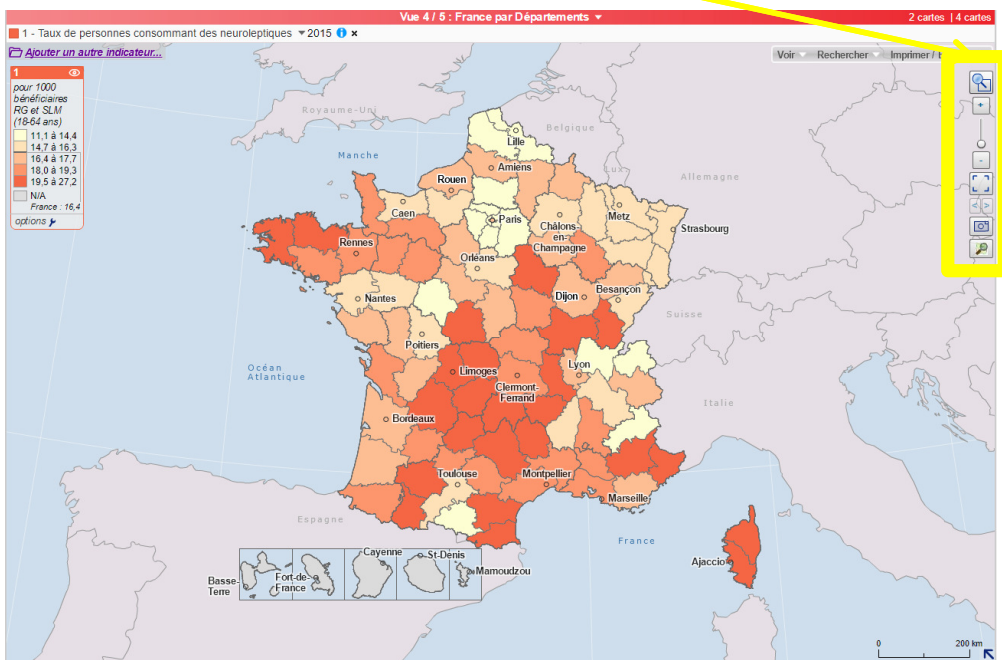 Vue 4 / 5 : France par Départements
2 cartes | 4 cartes
1 - Taux de personnes consommant des neuroleptiques 2015
Ajouter un autre indicateur...
Voir Rechercher Imprimer /
1
pour 1000
bénéficiaires
RG et SLM
(18-64 ans)
11,1 à 14,4
14,7 à 16,3
16,4 à 17,7
18,0 à 19,3
19,5 à 27,2
N/A
France : 16,4
options
Royaume-Uni
Belgique
Lille
Manche
Amiens
Lux.
Allemagne
Rouen
Caen
Paris
Metz
Châlons-
en-
Champagne
Strasbourg
Rennes
Orléans
Nantes
Dijon
Besançon
Suisse
Poitiers
Océan
Atlantique
Limoges
Lyon
Clermont-
Ferrand
Italie
Bordeaux
Toulouse
Montpellier
Marseille
Espagne
France
Cayenne
St-Denis
Ajaccio
Basse-
Terre
Fort-de-
France
Mamoudzou
0 200 km